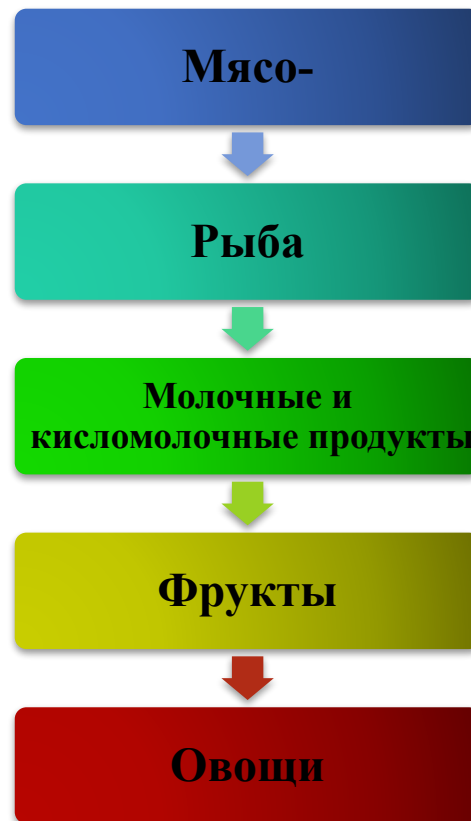 Мясо-
Рыба
Молочные и
кисломолочные продукты
Фрукты
Овощи